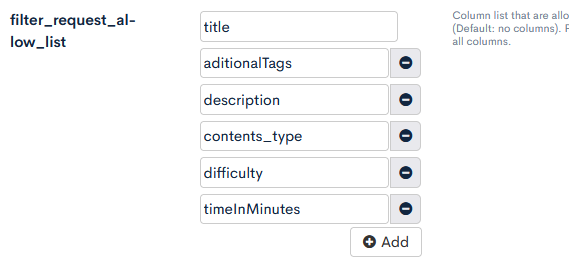 filter_request_al-
low_list
title
Column list that are allo
(Default: no columns). F
all columns.
aditionalTags
description
contents_type
difficulty
timeInMinutes
Add